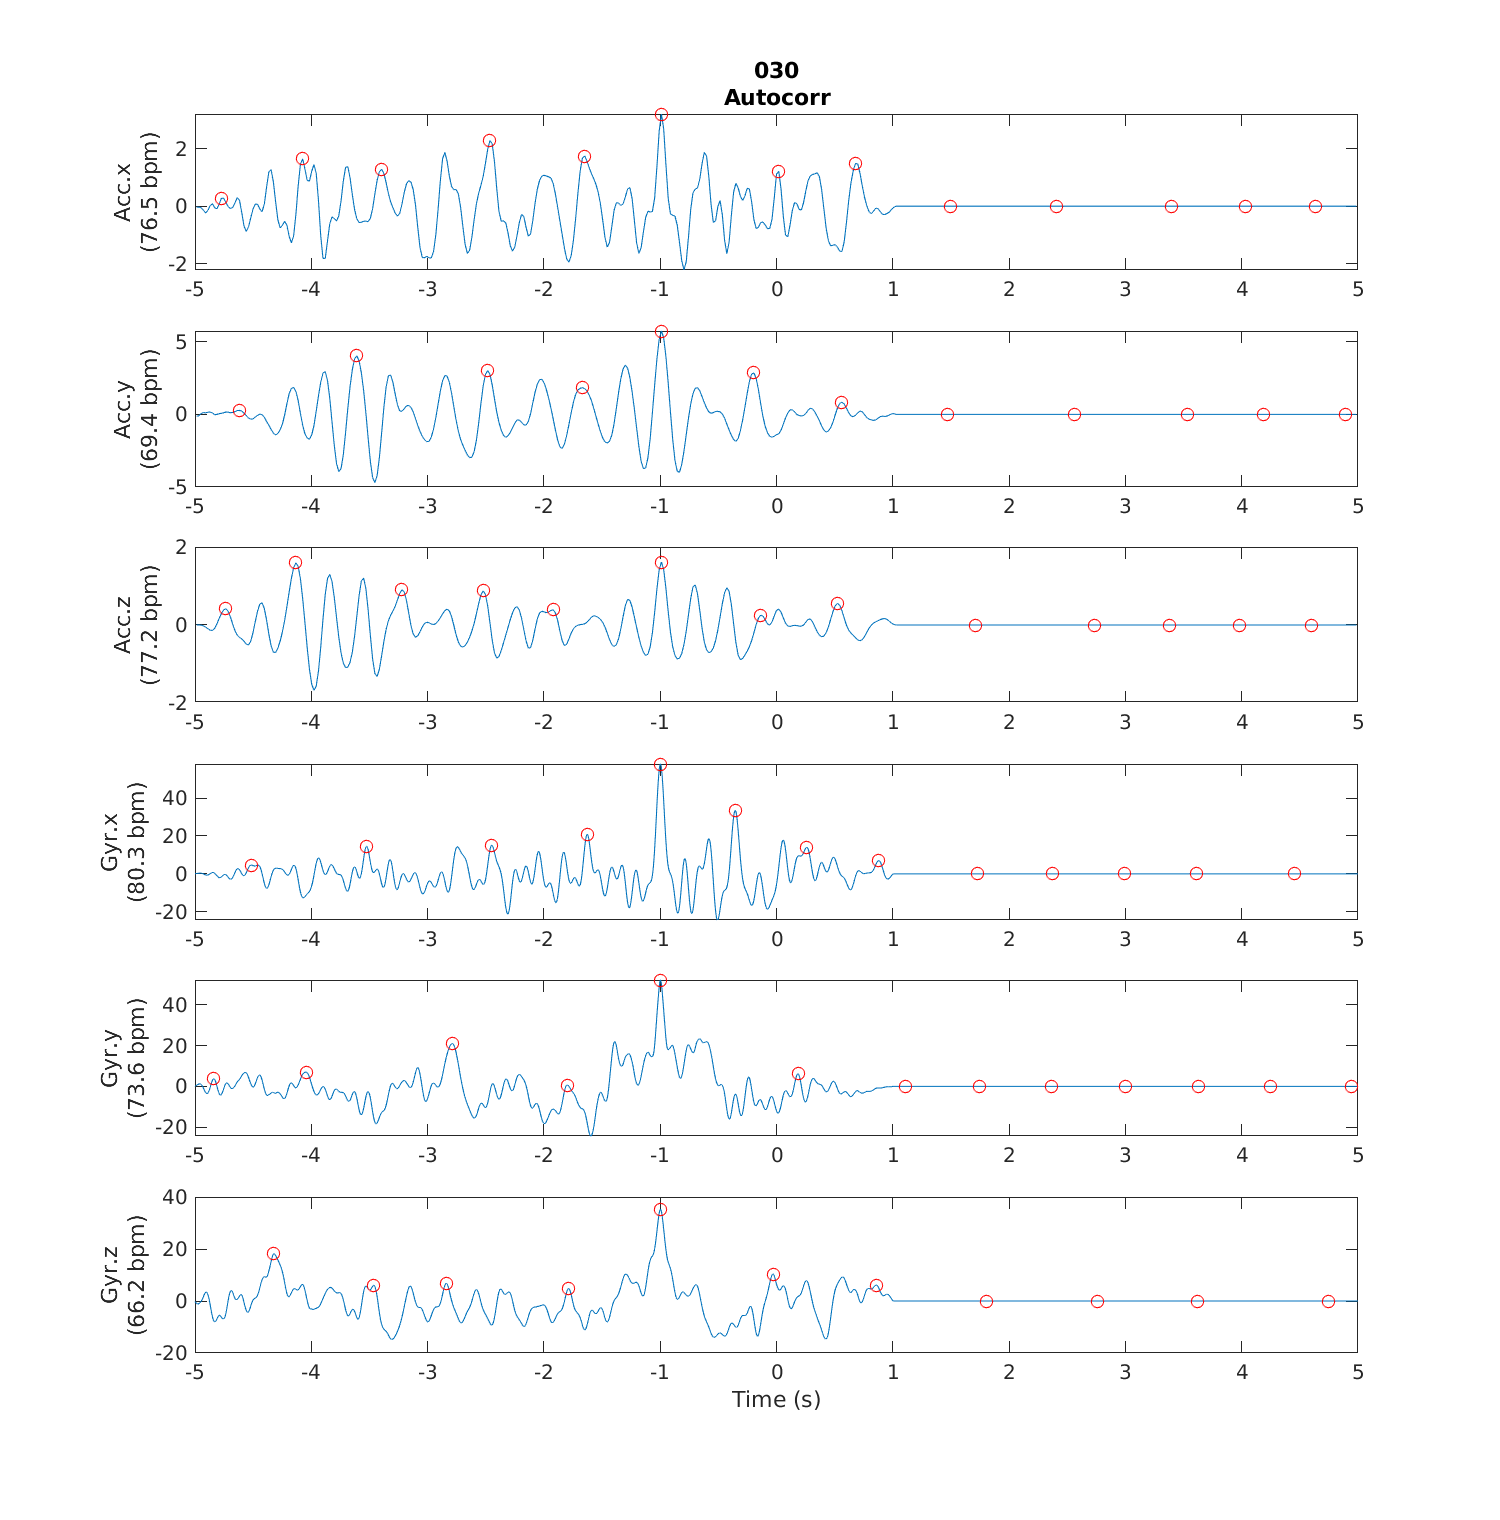 030
Autocorr
Acc.x
(76.5 bpm)
2
0
-2
-5 -4 -3 -2 -1 0 1 2 3 4 5
Acc.y
(69.4 bpm)
5
0
-5
-5 -4 -3 -2 -1 0 1 2 3 4 5
Acc.z
(77.2 bpm)
2
0
-2
-5 -4 -3 -2 -1 0 1 2 3 4 5
Gyr.x
(80.3 bpm)
40
20
0
-20
-5 -4 -3 -2 -1 0 1 2 3 4 5
Gyr.y
(73.6 bpm)
40
20
0
-20
-5 -4 -3 -2 -1 0 1 2 3 4 5
Gyr.z
(66.2 bpm)
40
20
0
-20
-5 -4 -3 -2 -1 0 1 2 3 4 5
Time (s)